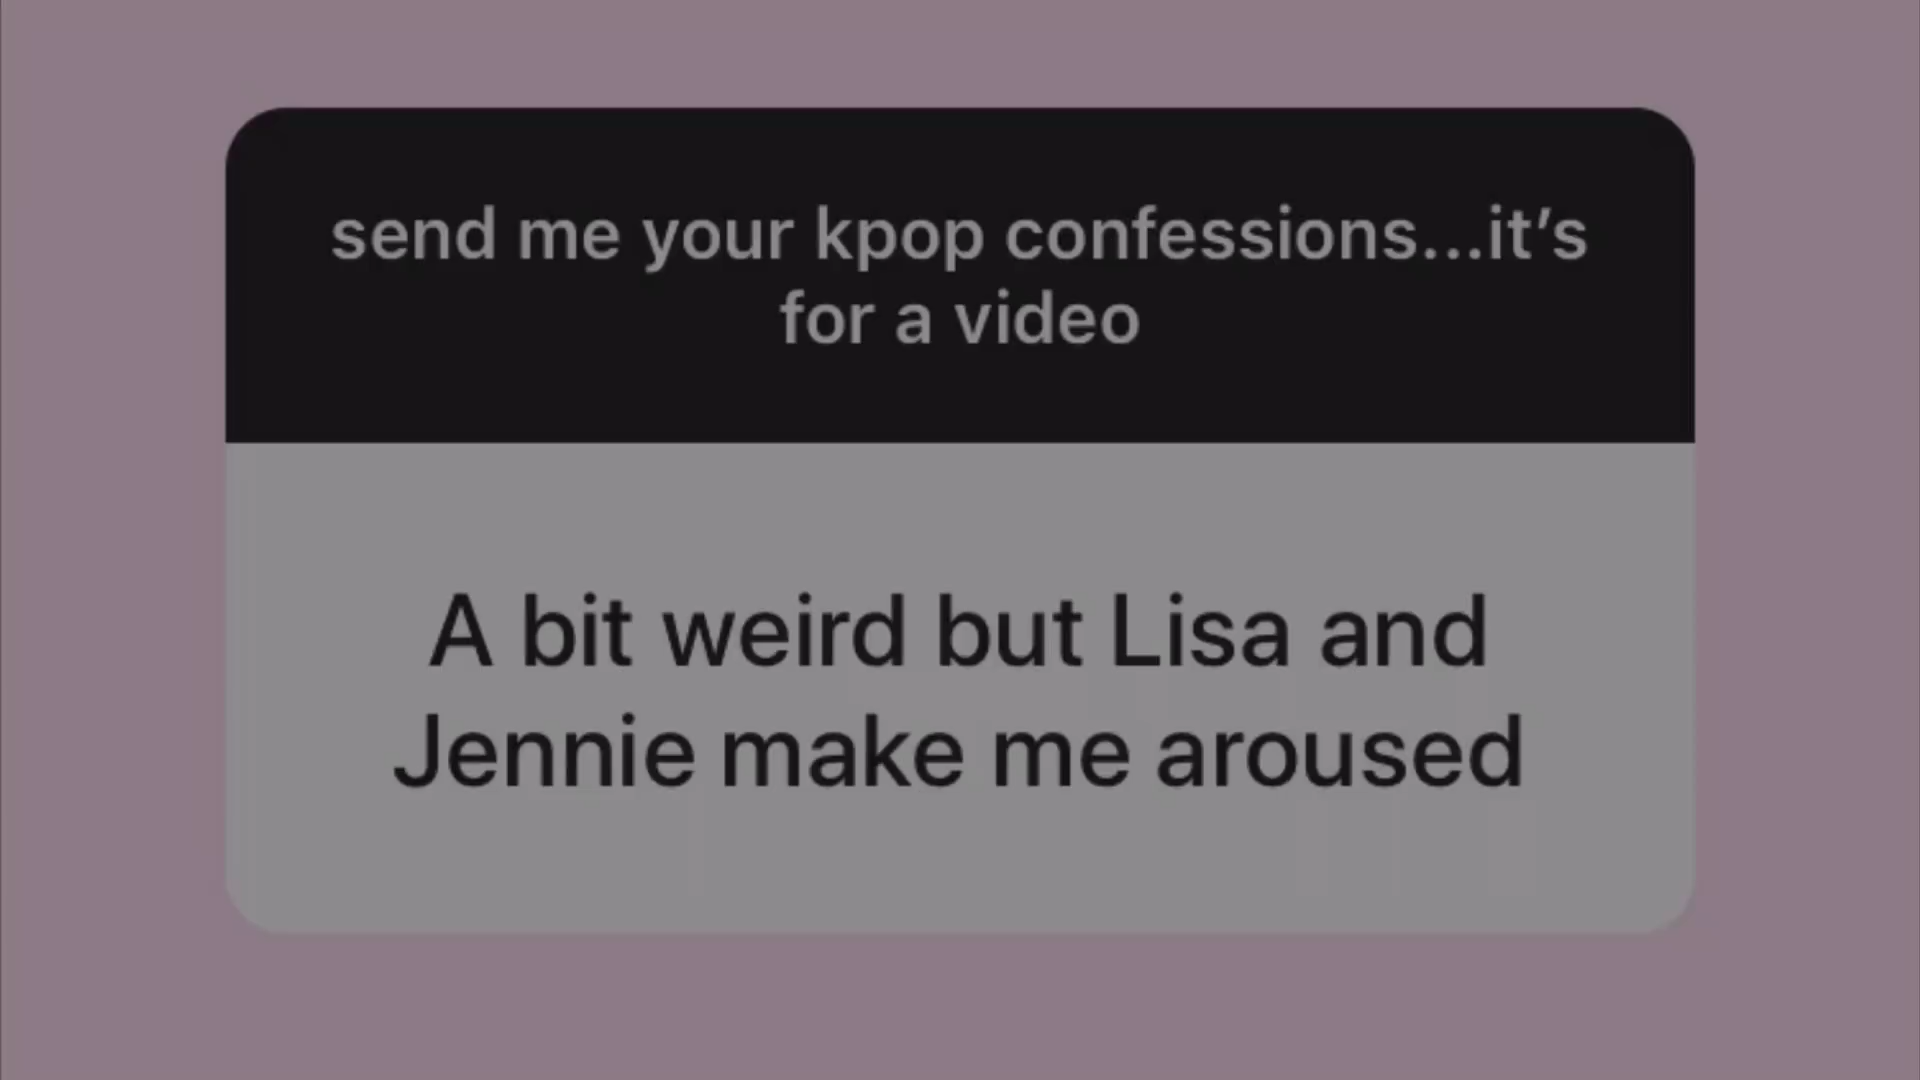 send me your kpop confessions...it’s
for a video
A bit weird but Lisa and
Jennie make me aroused